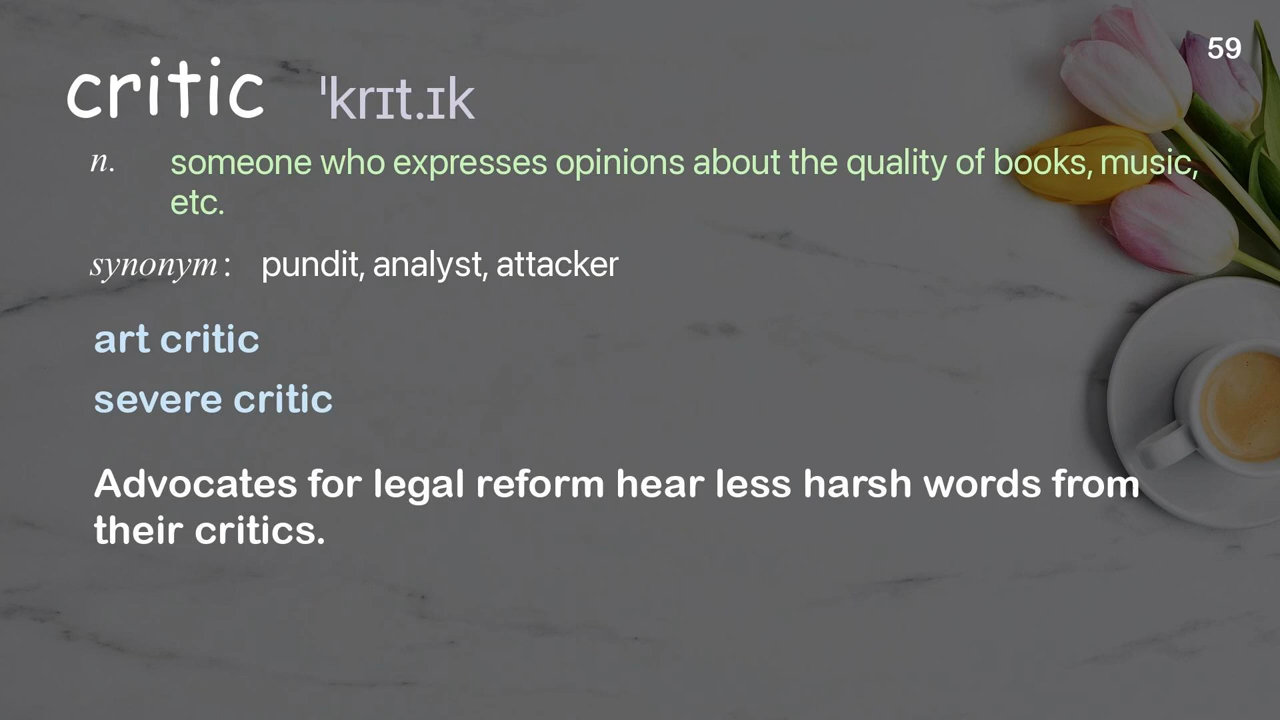 59
critic ˈkrɪt.ɪk
n. someone who expresses opinions about the quality of books, music,
etc.
synonym: pundit, analyst, attacker
art critic
severe critic
Advocates for legal reform hear less harsh words from
their critics.